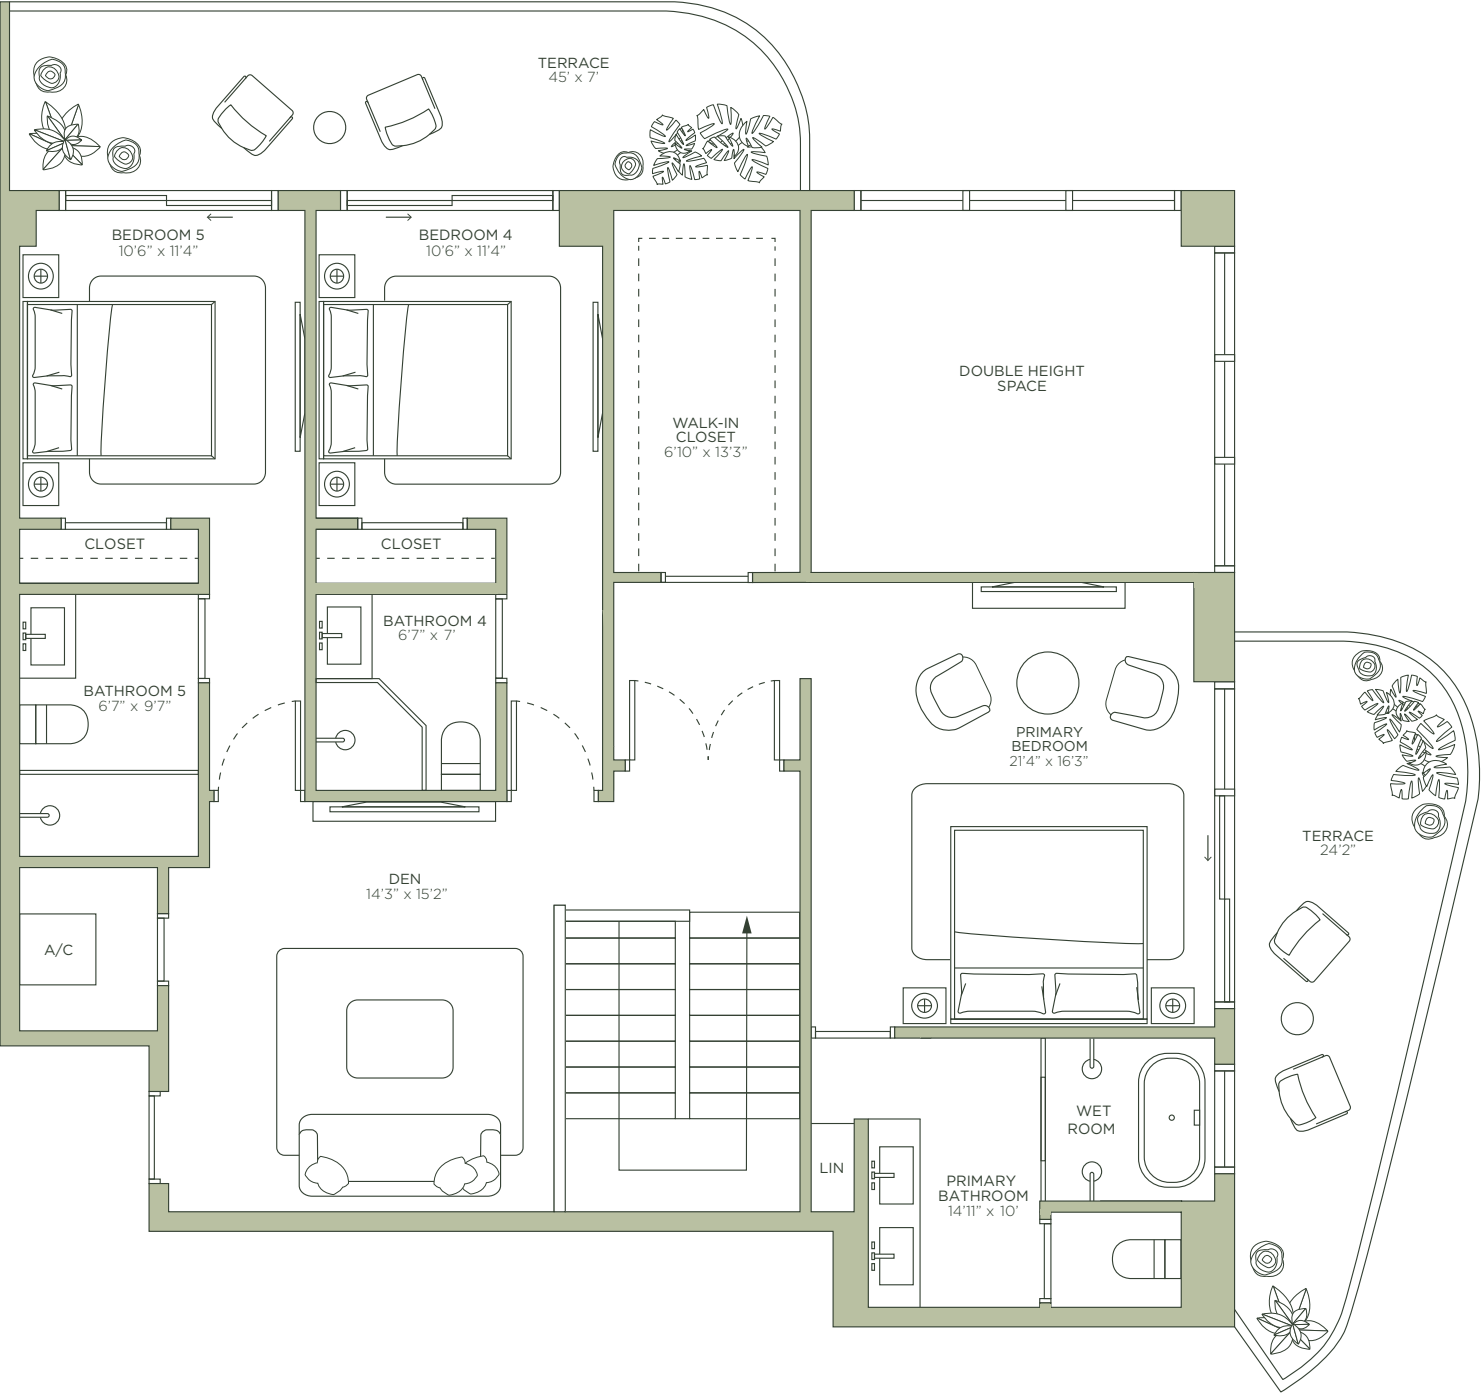 TERRACE
45’ x 7’
BEDROOM 5
10’6” x 11’4”
BEDROOM 4
10’6” x 11’4”
DOUBLE HEIGHT
SPACE
WALK-IN
CLOSET
6’10” x 13’3”
CLOSET
CLOSET
BATHROOM 4
6’7” x 7’
BATHROOM 5
6’7” x 9’7”
PRIMARY
BEDROOM
21’4” x 16’3”
TERRACE
24’2”
DEN
14’3” x 15’2”
A/C
WET
ROOM
LIN
PRIMARY
BATHROOM
14’11” x 10’